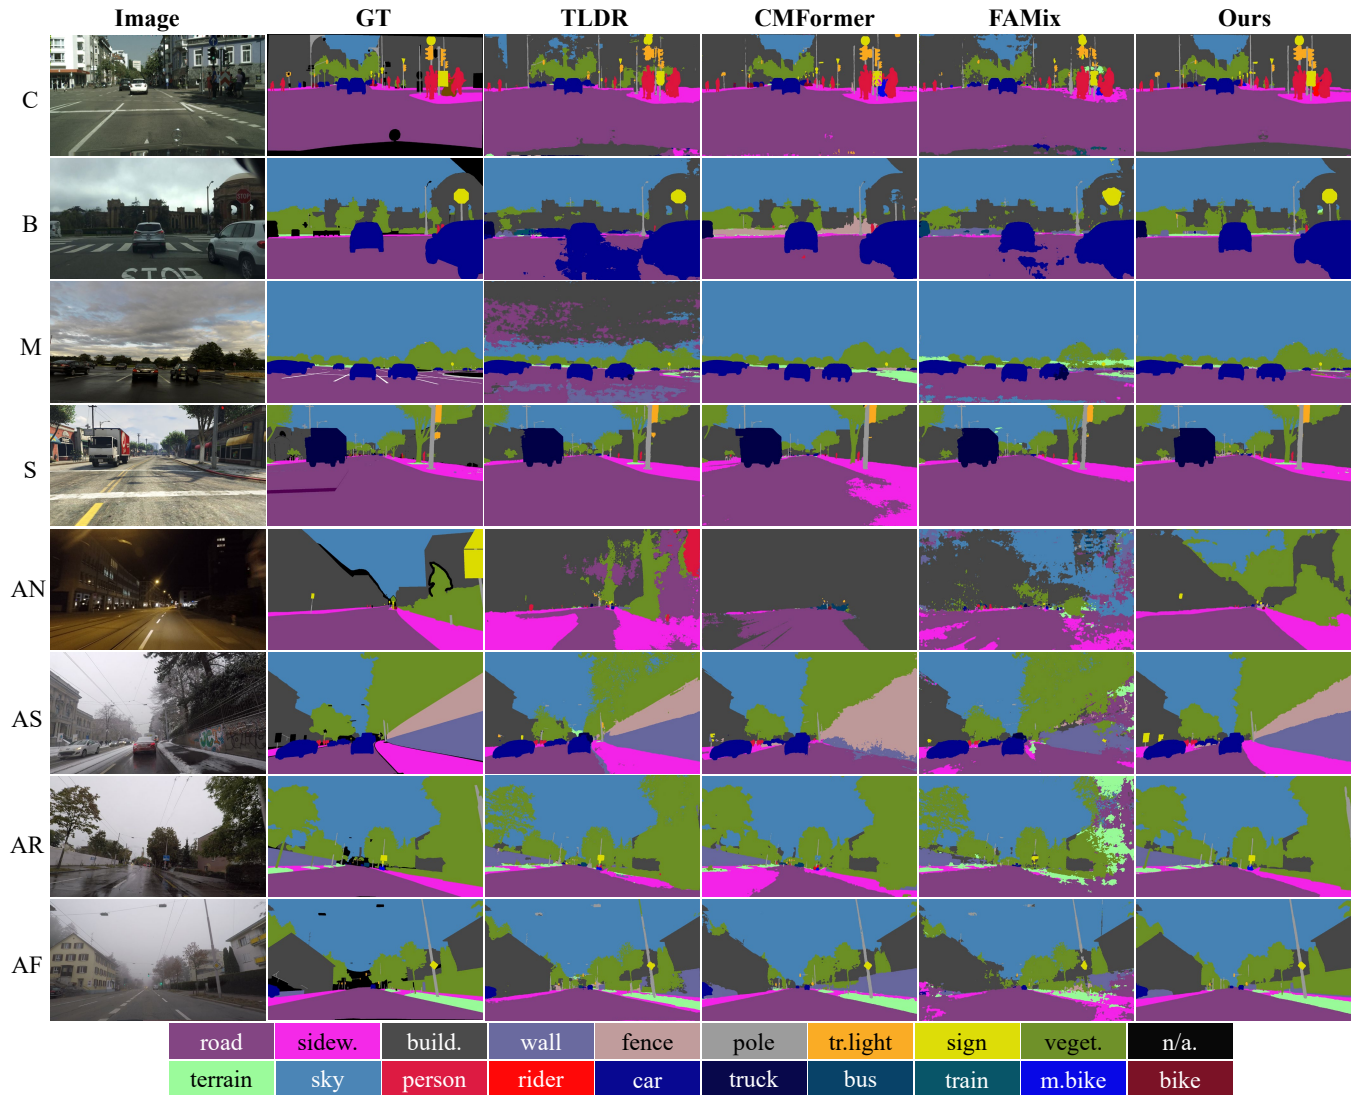 Image GT TLDR CMFormer FAMix Ours
C
B
STOP
M
S
AN
AS
AR
AF
road sidew. build. wall fence pole tr.light sign veget. n/a.
terrain sky person rider car truck bus train m.bike bike